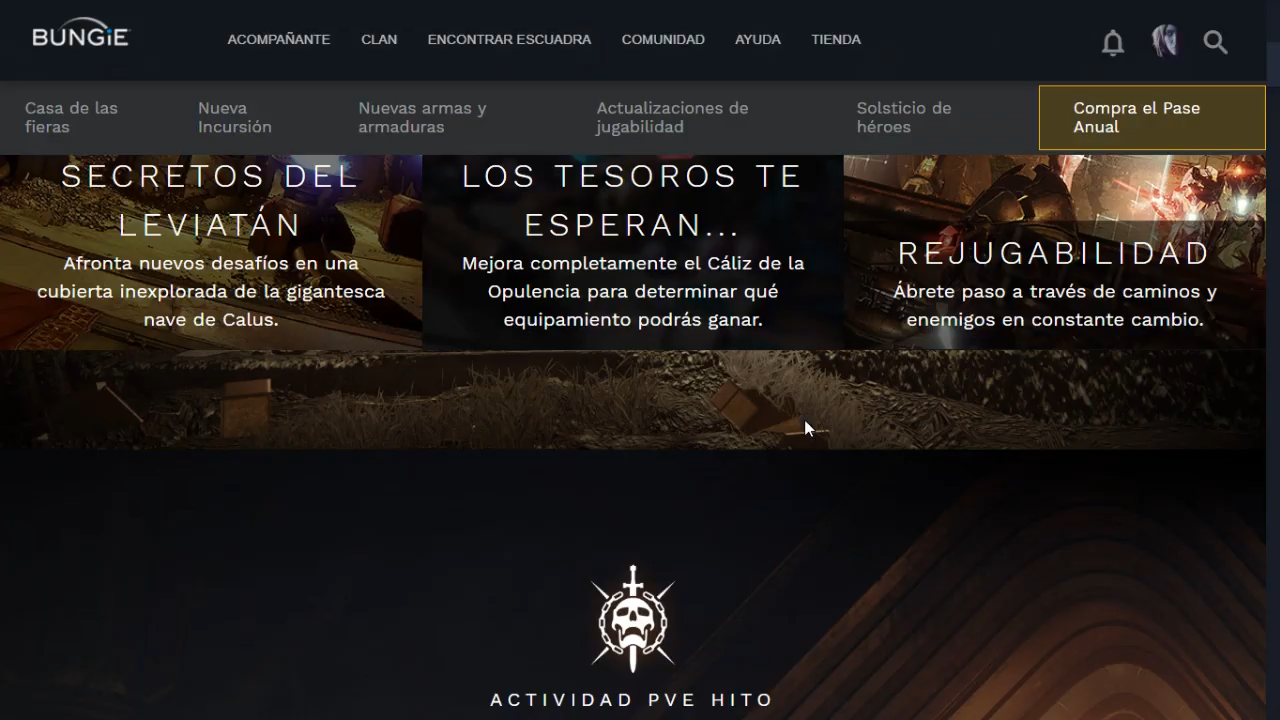 BUNGiE
ACOMPAÑANTE CLAN ENCONTRAR ESCUADRA COMUNIDAD AYUDA TIENDA
Casa de las
fieras
Nueva
Incursión
Nuevas armas y
armaduras
Actualizaciones de
jugabilidad
Solsticio de
héroes
Compra el Pase
Anual
SECRETOS DEL
LEVIATÁN
Afronta nuevos desafíos en una
cubierta inexplorada de la gigantesca
nave de Calus.
LOS TESOROS TE
ESPERAN...
Mejora completamente el Cáliz de la
Opulencia para determinar qué
equipamiento podrás ganar.
REJUGABILIDAD
Ábrete paso a través de caminos y
enemigos en constante cambio.
ACTIVIDAD PVE HITO